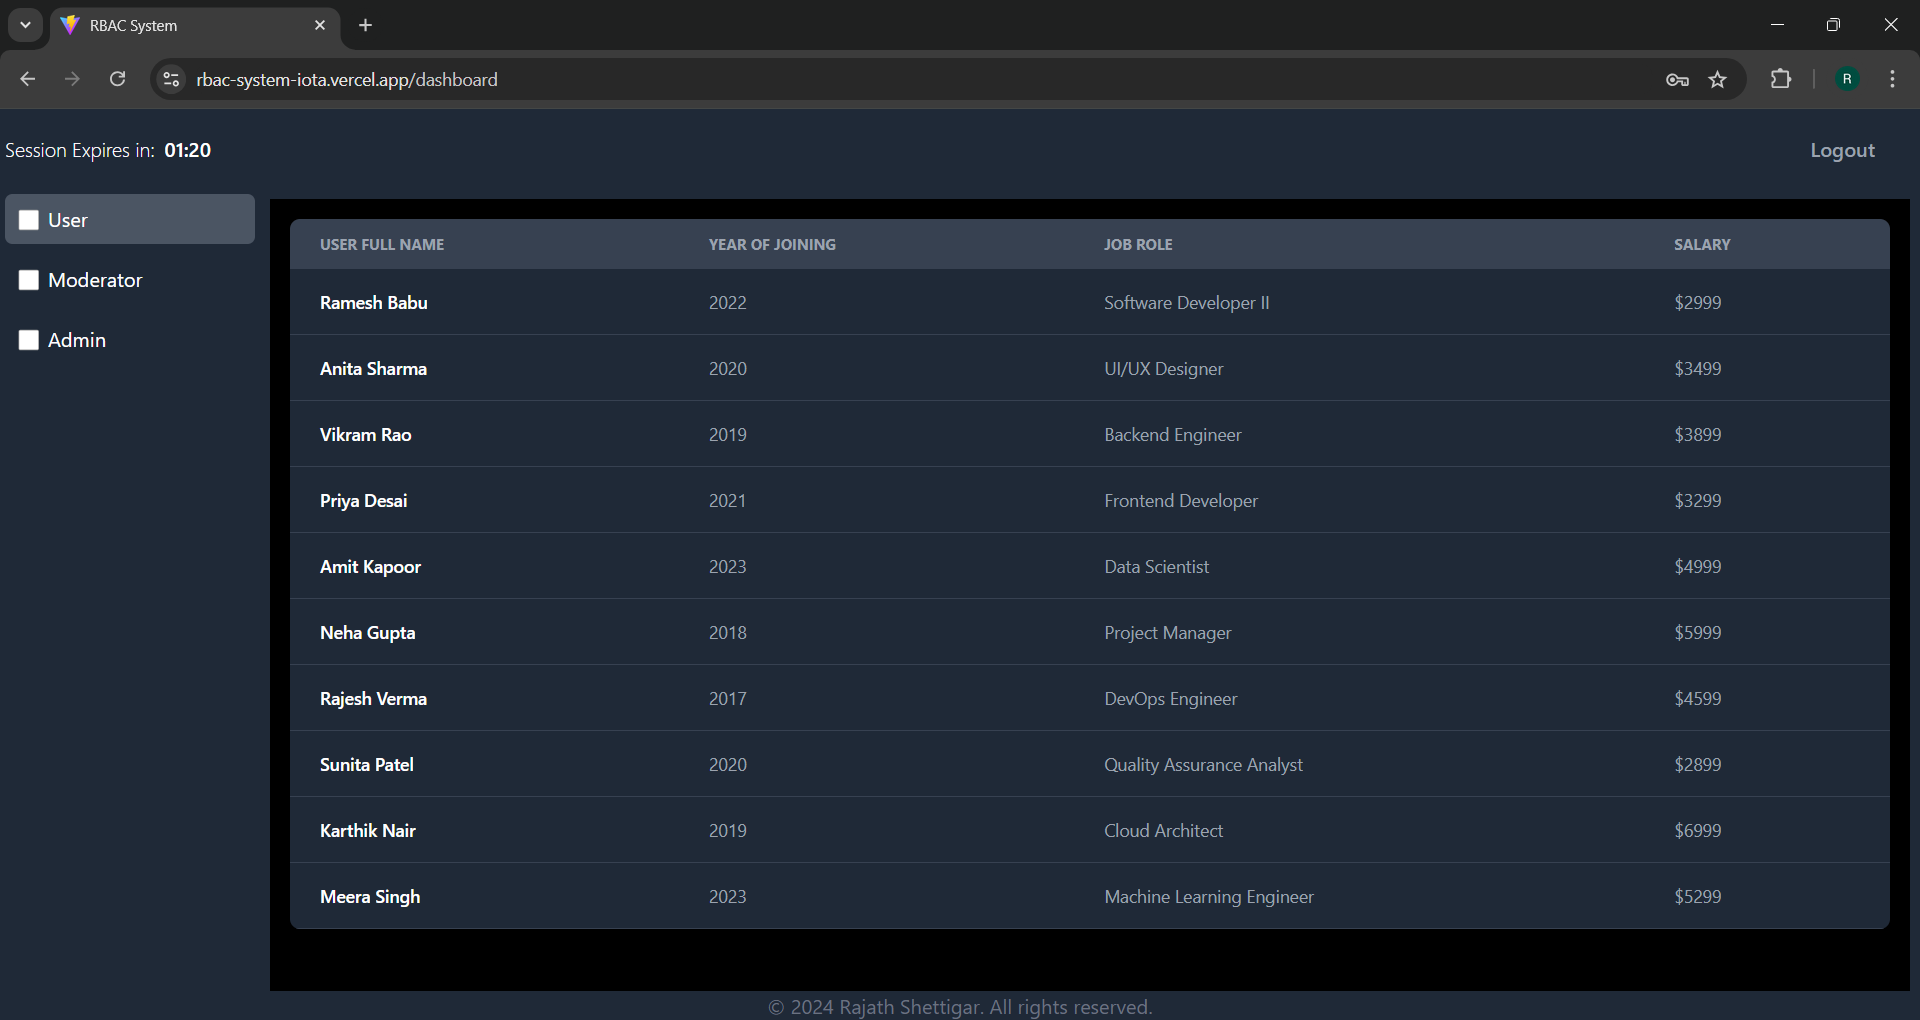 RBAC System
rbac-system-iota.vercel.app/dashboard
R
Session Expires in: 01:20
Logout
User
Moderator
Admin
USER FULL NAME YEAR OF JOINING JOB ROLE SALARY
Ramesh Babu 2022 Software Developer II $2999
Anita Sharma 2020 UI/UX Designer $3499
Vikram Rao 2019 Backend Engineer $3899
Priya Desai 2021 Frontend Developer $3299
Amit Kapoor 2023 Data Scientist $4999
Neha Gupta 2018 Project Manager $5999
Rajesh Verma 2017 DevOps Engineer $4599
Sunita Patel 2020 Quality Assurance Analyst $2899
Karthik Nair 2019 Cloud Architect $6999
Meera Singh 2023 Machine Learning Engineer $5299
© 2024 Rajath Shettigar. All rights reserved.